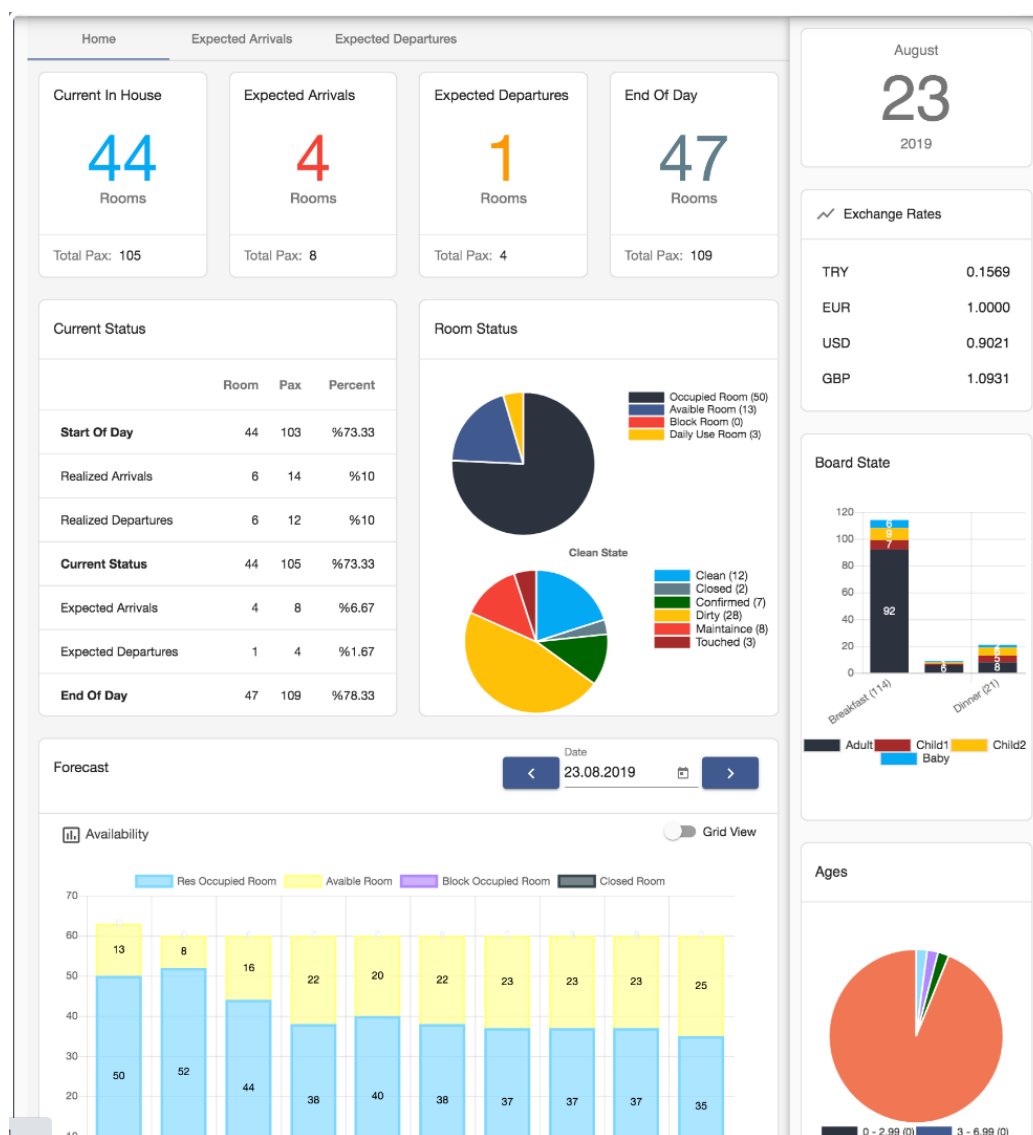 Home Expected Arrivals Expected Departures
Current In House
44
Rooms
Total Pax: 105
Expected Arrivals
4
Rooms
Total Pax: 8
Expected Departures
1
Rooms
Total Pax: 4
End Of Day
47
Rooms
Total Pax: 109
August
23
2019
Exchange Rates
TRY 0.1569
EUR 1.0000
USD 0.9021
GBP 1.0931
Current Status
Room Pax Percent
Start Of Day 44 103 %73.33
Realized Arrivals 6 14 %10
Realized Departures 6 12 %10
Current Status 44 105 %73.33
Expected Arrivals 4 8 %6.67
Expected Departures 1 4 %1.67
End Of Day 47 109 %78.33
Room Status
Occupied Room (50)
Avaible Room (13)
Block Room (0)
Daily Use Room (3)
Clean State
Clean (12)
Closed (2)
Confirmed (7)
Dirty (28)
Maintaince (8)
Touched (3)
Board State
120
100
80
60
40
20
0
6
9
7
92
6
5
8
Breakfast (114)
Dinner (21)
Adult Child1 Child2
Baby
Forecast
Date
23.08.2019
Availability
Grid View
Res Occupied Room Avaible Room Block Occupied Room Closed Room
70
60
50
40
30
20
13 8 16 22 20 22 23 23 23 25
50 52 44 38 40 38 37 37 37 35
Ages
0 - 2.99 (0) 3 - 6.99 (0)